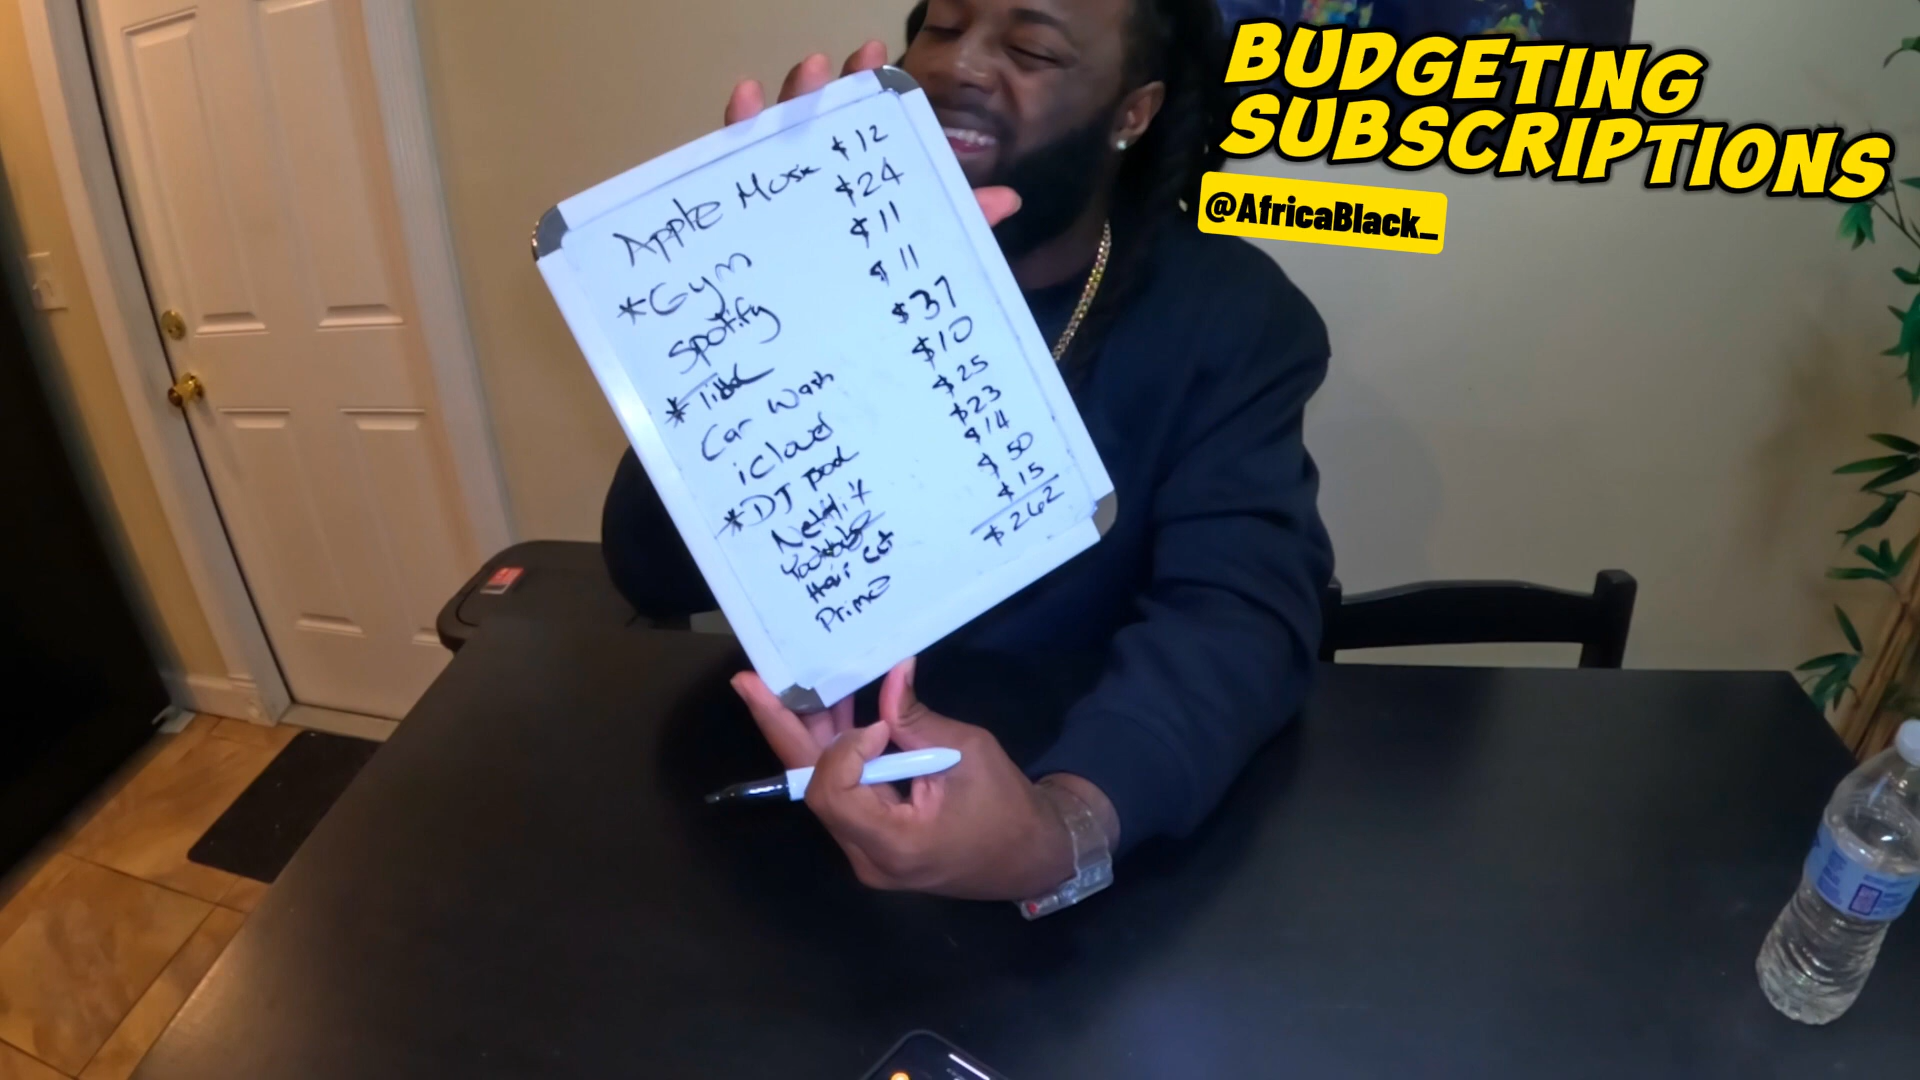 BUDGETING
SUBSCRIPTIONS
@AfricaBlack_
Apple Music $12
*Gym $24
Spotify $11
*Tidal $11
Car Wash $37
iCloud $10
*DJ pool $25
Netflix $23
Youtube $14
Hair Cut $50
Prime $15
$262